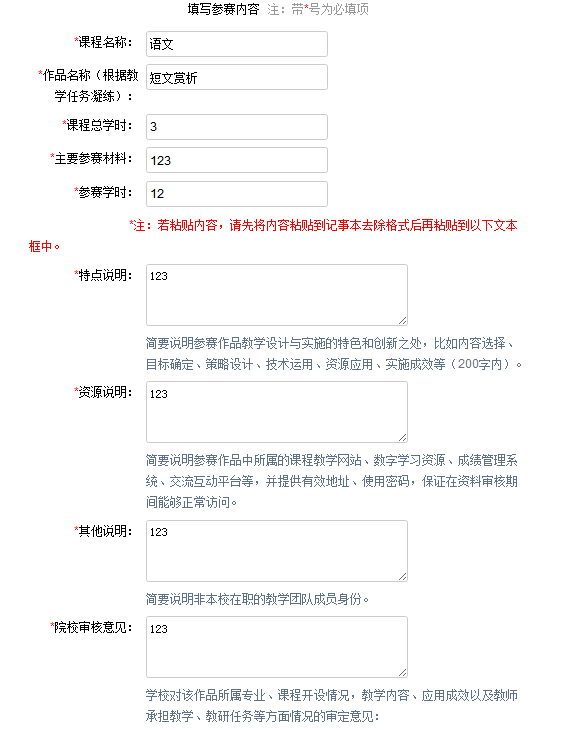 填写参赛内容 注：带*号为必填项
*课程名称： 语文
*作品名称（根据教
学任务凝练）： 短文赏析
*课程总学时： 3
*主要参赛材料： 123
*参赛学时： 12
*注：若粘贴内容，请先将内容粘贴到记事本去除格式后再粘贴到以下文本
框中。
*特点说明： 123
简要说明参赛作品教学设计与实施的特色和创新之处，比如内容选择、
目标确定、策略设计、技术运用、资源应用、实施成效等（200字内）。
*资源说明： 123
简要说明参赛作品中所属的课程教学网站、数字学习资源、成绩管理系
统、交流互动平台等，并提供有效地址、使用密码，保证在资料审核期
间能够正常访问。
*其他说明： 123
简要说明非本校在职的教学团队成员身份。
*院校审核意见： 123
学校对该作品所属专业、课程开设情况，教学内容、应用成效以及教师
承担教学、教研任务等方面情况的审定意见：